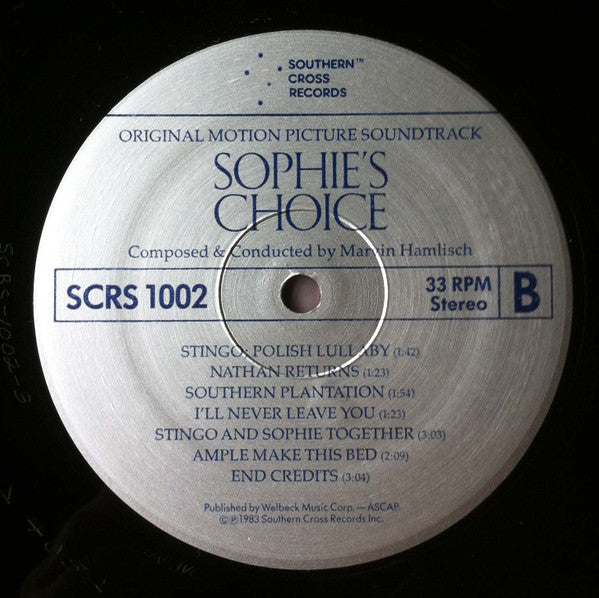 SOUTHERN™
CROSS
RECORDS
ORIGINAL MOTION PICTURE SOUNDTRACK
SOPHIE'S
CHOICE
Composed & Conducted by Marvin Hamlisch
SCRS 1002
33 RPM
Stereo
B
STINGO; POLISH LULLABY (1:42)
NATHAN RETURNS (1:23)
SOUTHERN PLANTATION (1:54)
I'LL NEVER LEAVE YOU (1:23)
STINGO AND SOPHIE TOGETHER (3:03)
AMPLE MAKE THIS BED (2:09)
END CREDITS (3:04)
Published by Welbeck Music Corp. — ASCAP
©℗1983 Southern Cross Records Inc.